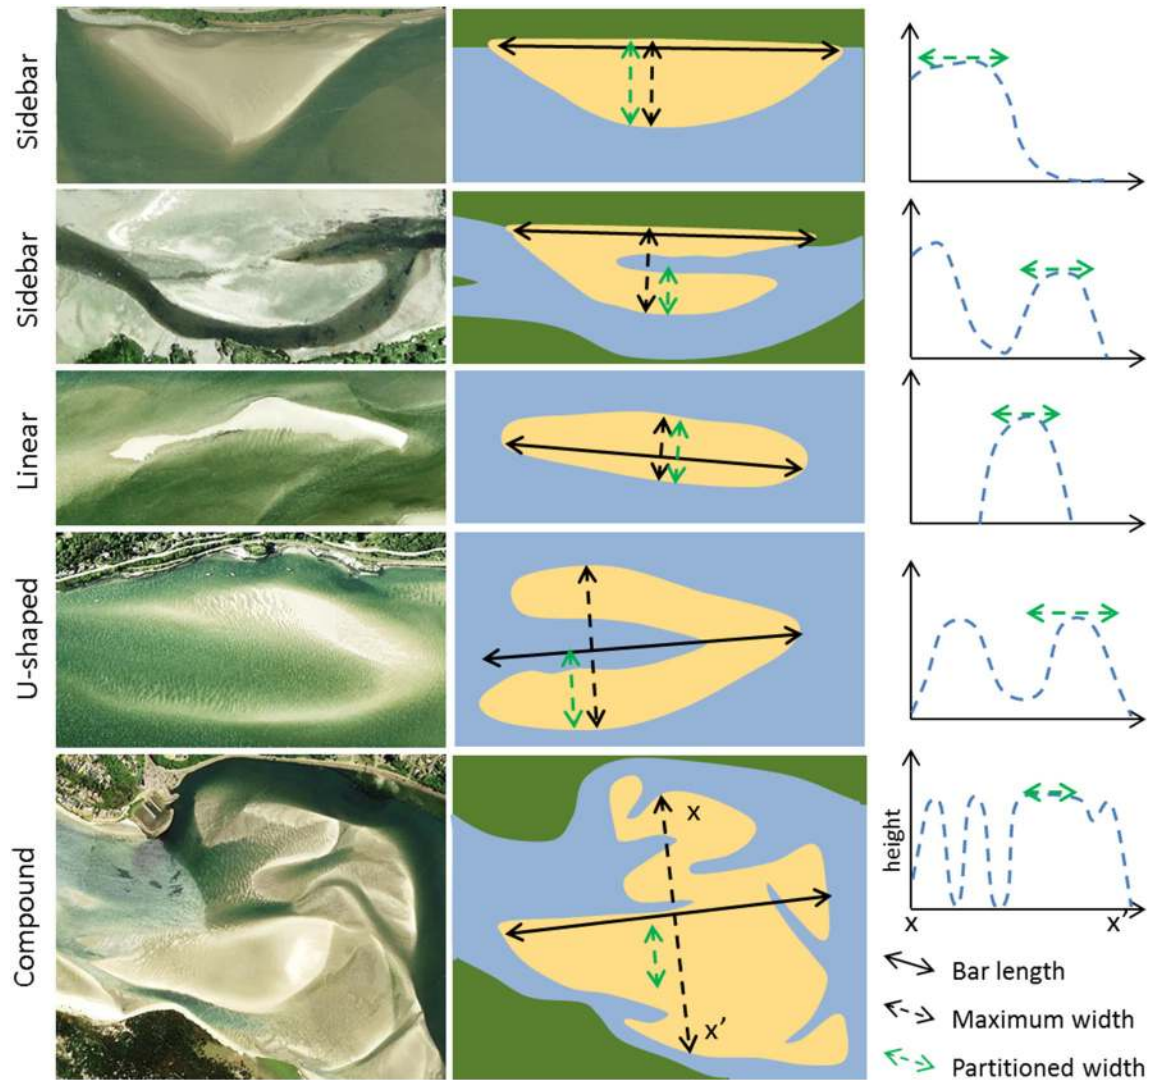 Sidebar
Sidebar
Linear
U-shaped
Compound
x
x'
height
x
x'
Bar length
Maximum width
Partitioned width